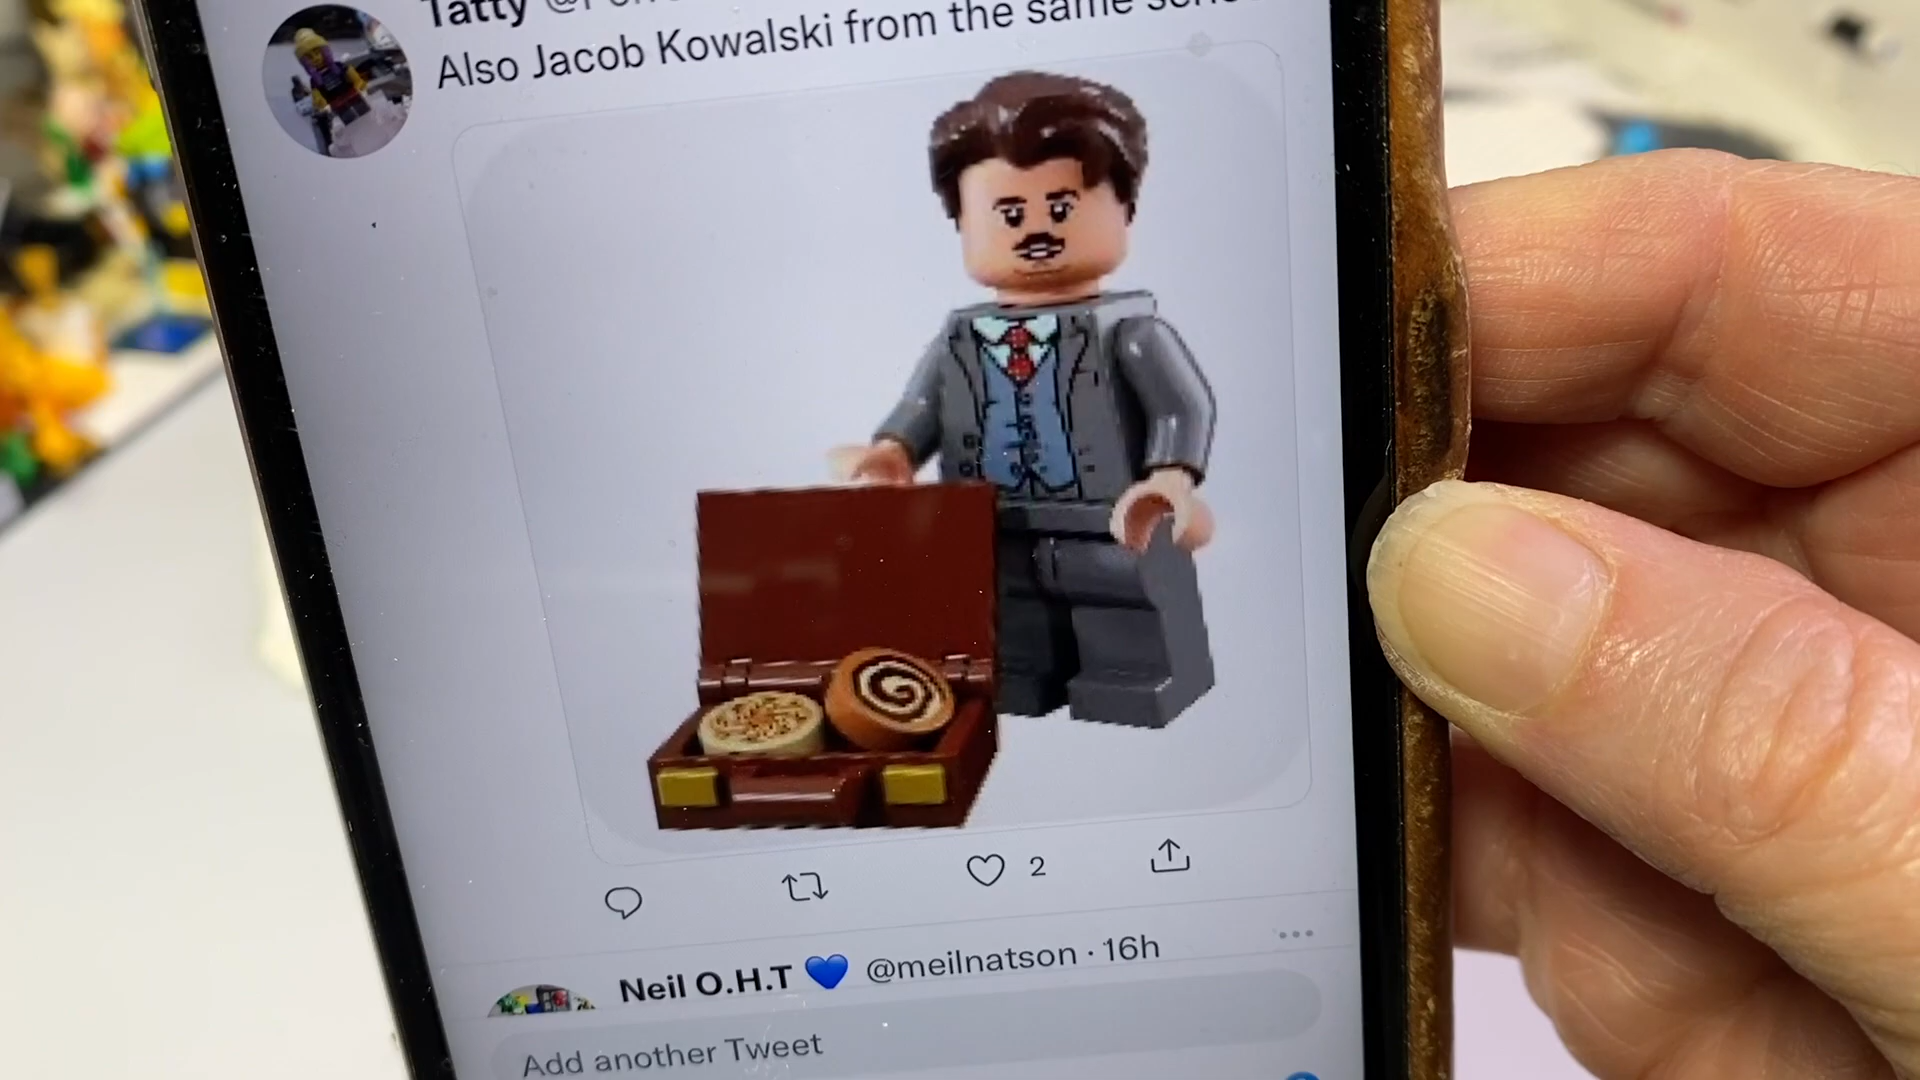 Tatty
Also Jacob Kowalski from the same
2
Neil O.H.T 💙 @meilnatson · 16h
Add another Tweet